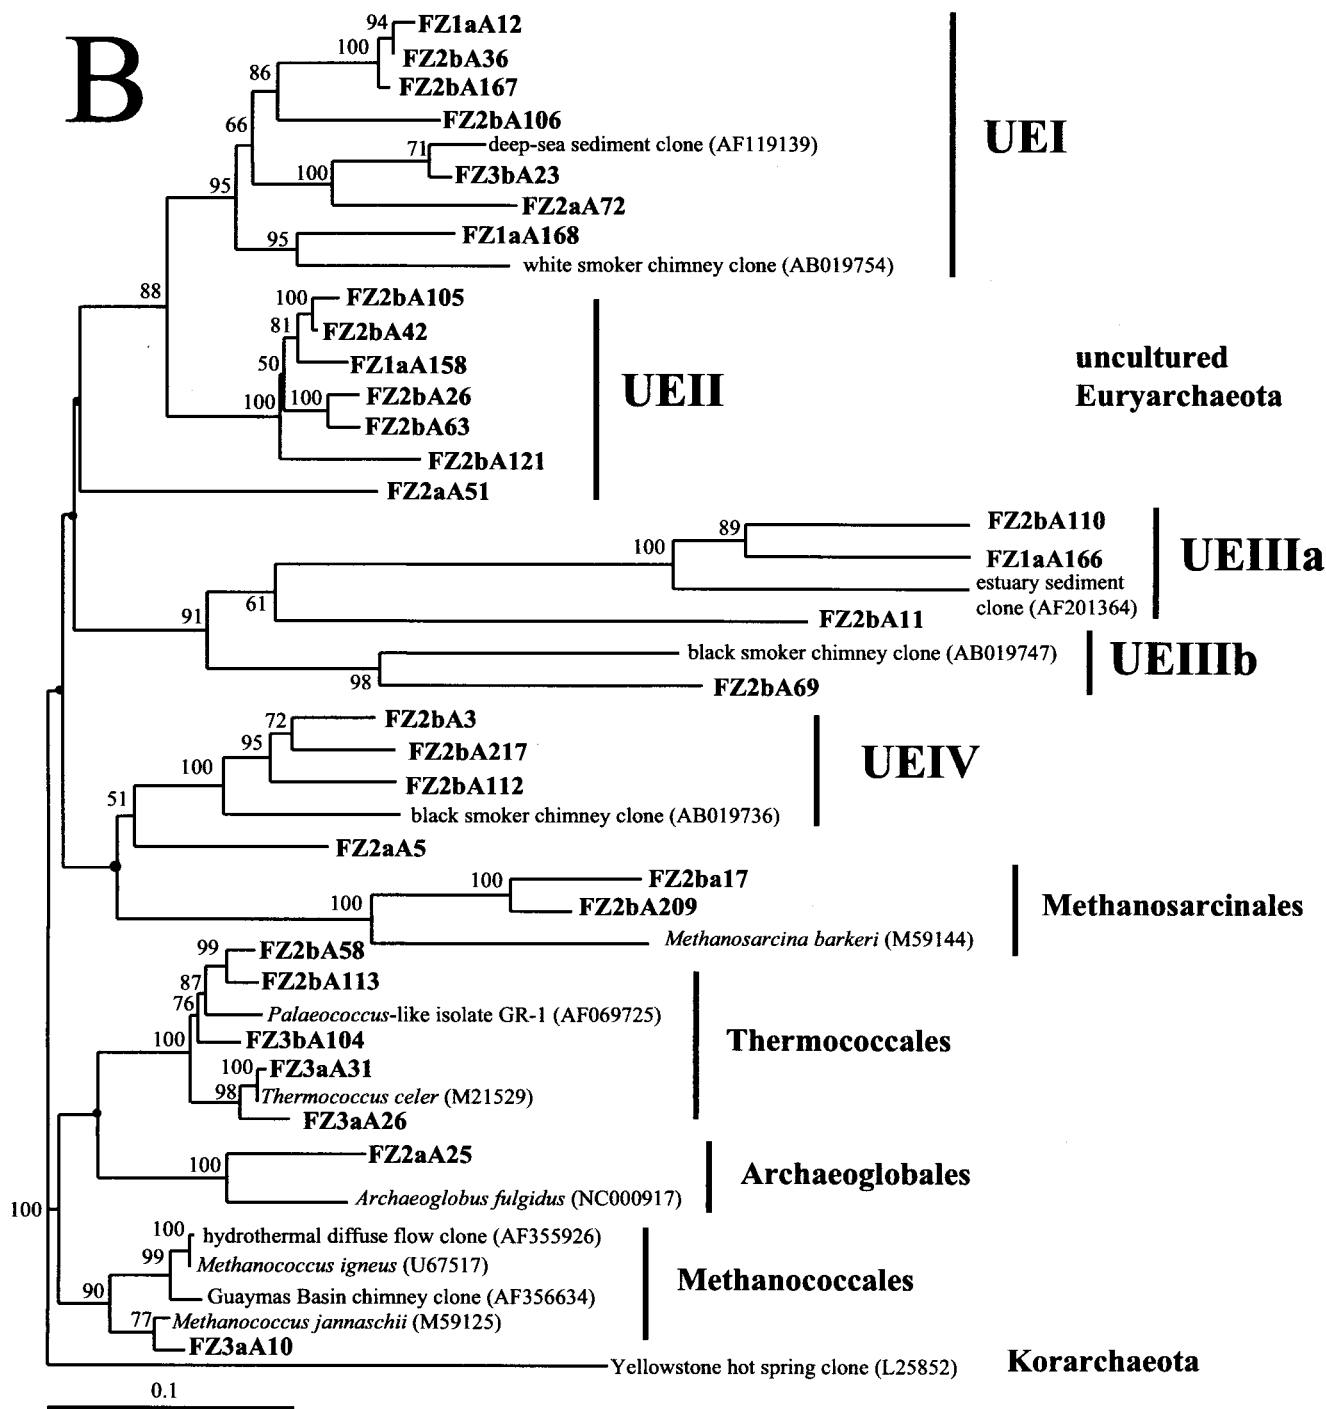 B
94
FZ1aA12
100
FZ2bA36
86
FZ2bA167
66
FZ2bA106
UEI
71
deep-sea sediment clone (AF119139)
100
FZ3bA23
95
FZ2aA72
95
FZ1aA168
white smoker chimney clone (AB019754)
88
100
FZ2bA105
81
FZ2bA42
50
FZ1aA158
100
100
FZ2bA26
FZ2bA63
UEII
uncultured
Euryarchaeota
FZ2bA121
FZ2aA51
89
FZ2bA110
100
FZ1aA166
UEIIIa
estuary sediment
clone (AF201364)
61
91
FZ2bA11
black smoker chimney clone (AB019747)
UEIIIb
98
FZ2bA69
72
FZ2bA3
95
FZ2bA217
100
FZ2bA112
UEIV
51
black smoker chimney clone (AB019736)
FZ2aA5
100
FZ2ba17
100
FZ2bA209
Methanosarcinales
Methanosarcina barkeri (M59144)
99
FZ2bA58
87
FZ2bA113
76
Palaeococcus-like isolate GR-1 (AF069725)
100
FZ3bA104
Thermococcales
100
FZ3aA31
98
Thermococcus celer (M21529)
FZ3aA26
100
FZ2aA25
Archaeoglobales
Archaeoglobus fulgidus (NC000917)
100
100
hydrothermal diffuse flow clone (AF355926)
99
Methanococcus igneus (U67517)
Methanococcales
90
Guaymas Basin chimney clone (AF356634)
77
Methanococcus jannaschii (M59125)
FZ3aA10
Yellowstone hot spring clone (L25852)
Korarchaeota
0.1